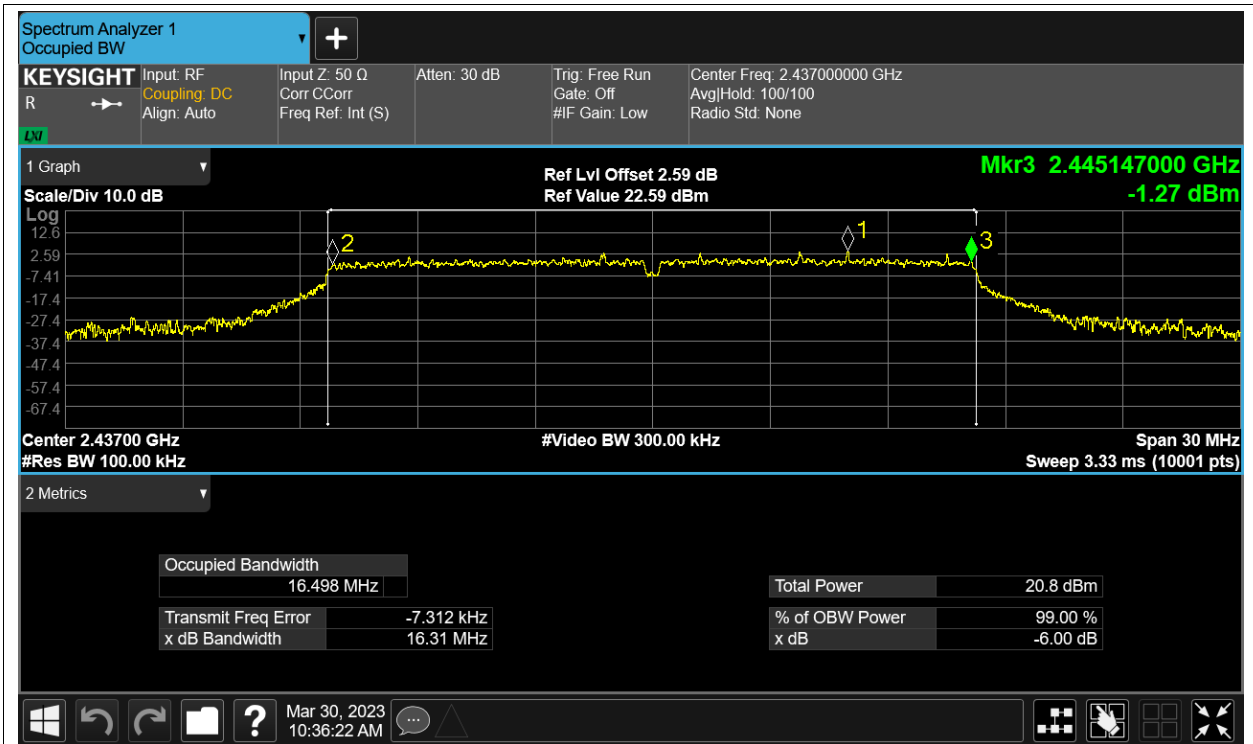 Spectrum Analyzer 1
Occupied BW
KEYSIGHT
R
LXI
Input: RF
Coupling: DC
Align: Auto
Input Z: 50 Ω
Corr CCorr
Freq Ref: Int (S)
Atten: 30 dB
Trig: Free Run
Gate: Off
#IF Gain: Low
Center Freq: 2.437000000 GHz
Avg|Hold: 100/100
Radio Std: None
1 Graph
Scale/Div 10.0 dB
Ref Lvl Offset 2.59 dB
Ref Value 22.59 dBm
Mkr3 2.445147000 GHz
-1.27 dBm
Log
12.6
2.59
-7.41
-17.4
-27.4
-37.4
-47.4
-57.4
-67.4
2
1
3
Center 2.43700 GHz
#Res BW 100.00 kHz
#Video BW 300.00 kHz
Span 30 MHz
Sweep 3.33 ms (10001 pts)
2 Metrics
Occupied Bandwidth
16.498 MHz
Transmit Freq Error -7.312 kHz
x dB Bandwidth 16.31 MHz
Total Power 20.8 dBm
% of OBW Power 99.00 %
x dB -6.00 dB
?
Mar 30, 2023
10:36:22 AM